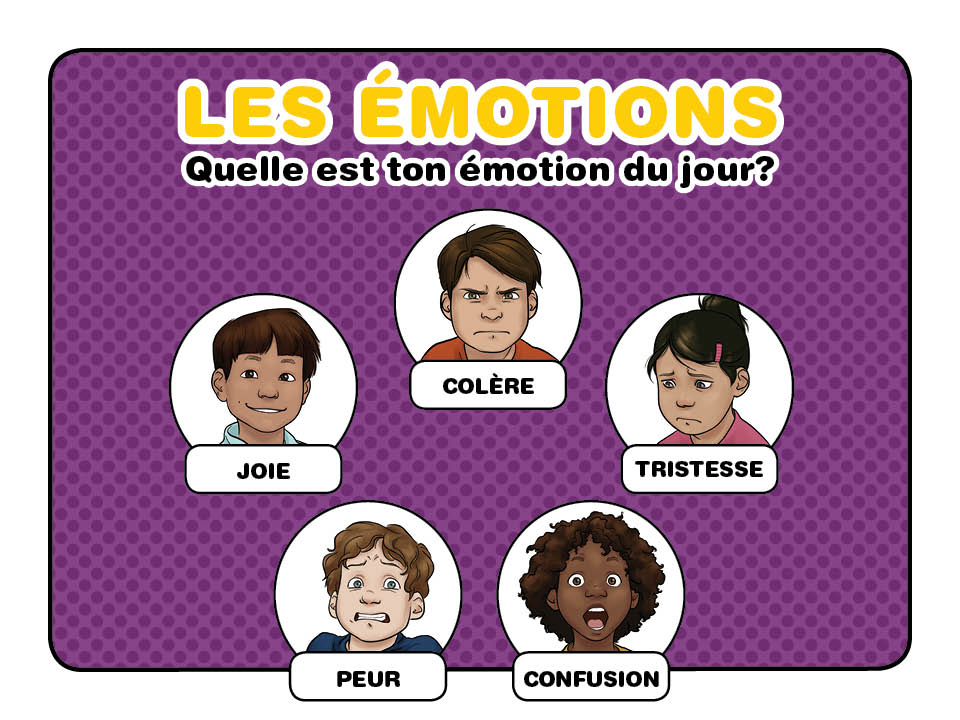 LES ÉMOTIONS
Quelle est ton émotion du jour?
COLÈRE
JOIE
TRISTESSE
PEUR
CONFUSION